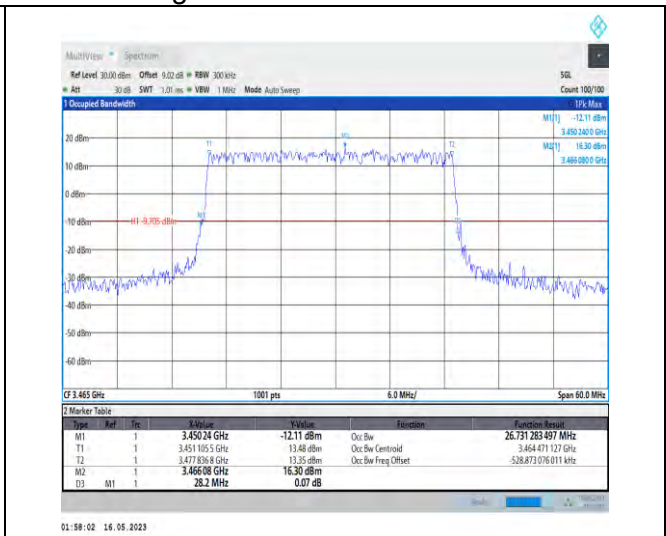 MultiView Spectrum
Ref Level 30.00 dBm Offset 9.02 dB RBW 300 kHz SGL
Att 30 dB SWT 1.01 ms VBW 1 MHz Mode Auto Sweep Count 100/100
1 Occupied Bandwidth 1Pk Max
M1[1] -12.11 dBm
3.450 240 0 GHz
M2[1] 16.30 dBm
3.466 080 0 GHz
20 dBm
T1 M2 T2
10 dBm
0 dBm
M1
-10 dBm H1 -9.705 dBm
-20 dBm
-30 dBm
-40 dBm
-50 dBm
-60 dBm
CF 3.465 GHz 1001 pts 6.0 MHz/ Span 60.0 MHz
2 Marker Table
Type Ref Trc X-Value Y-Value Function Function Result
M1 1 3.450 24 GHz -12.11 dBm Occ Bw 26.731 283 497 MHz
T1 1 3.451 105 5 GHz 13.48 dBm Occ Bw Centroid 3.464 471 127 GHz
T2 1 3.477 836 8 GHz 13.35 dBm Occ Bw Freq Offset -528.873 076 011 kHz
M2 1 3.466 08 GHz 16.30 dBm
D3 M1 1 28.2 MHz 0.07 dB
01:58:02 16.05.2023